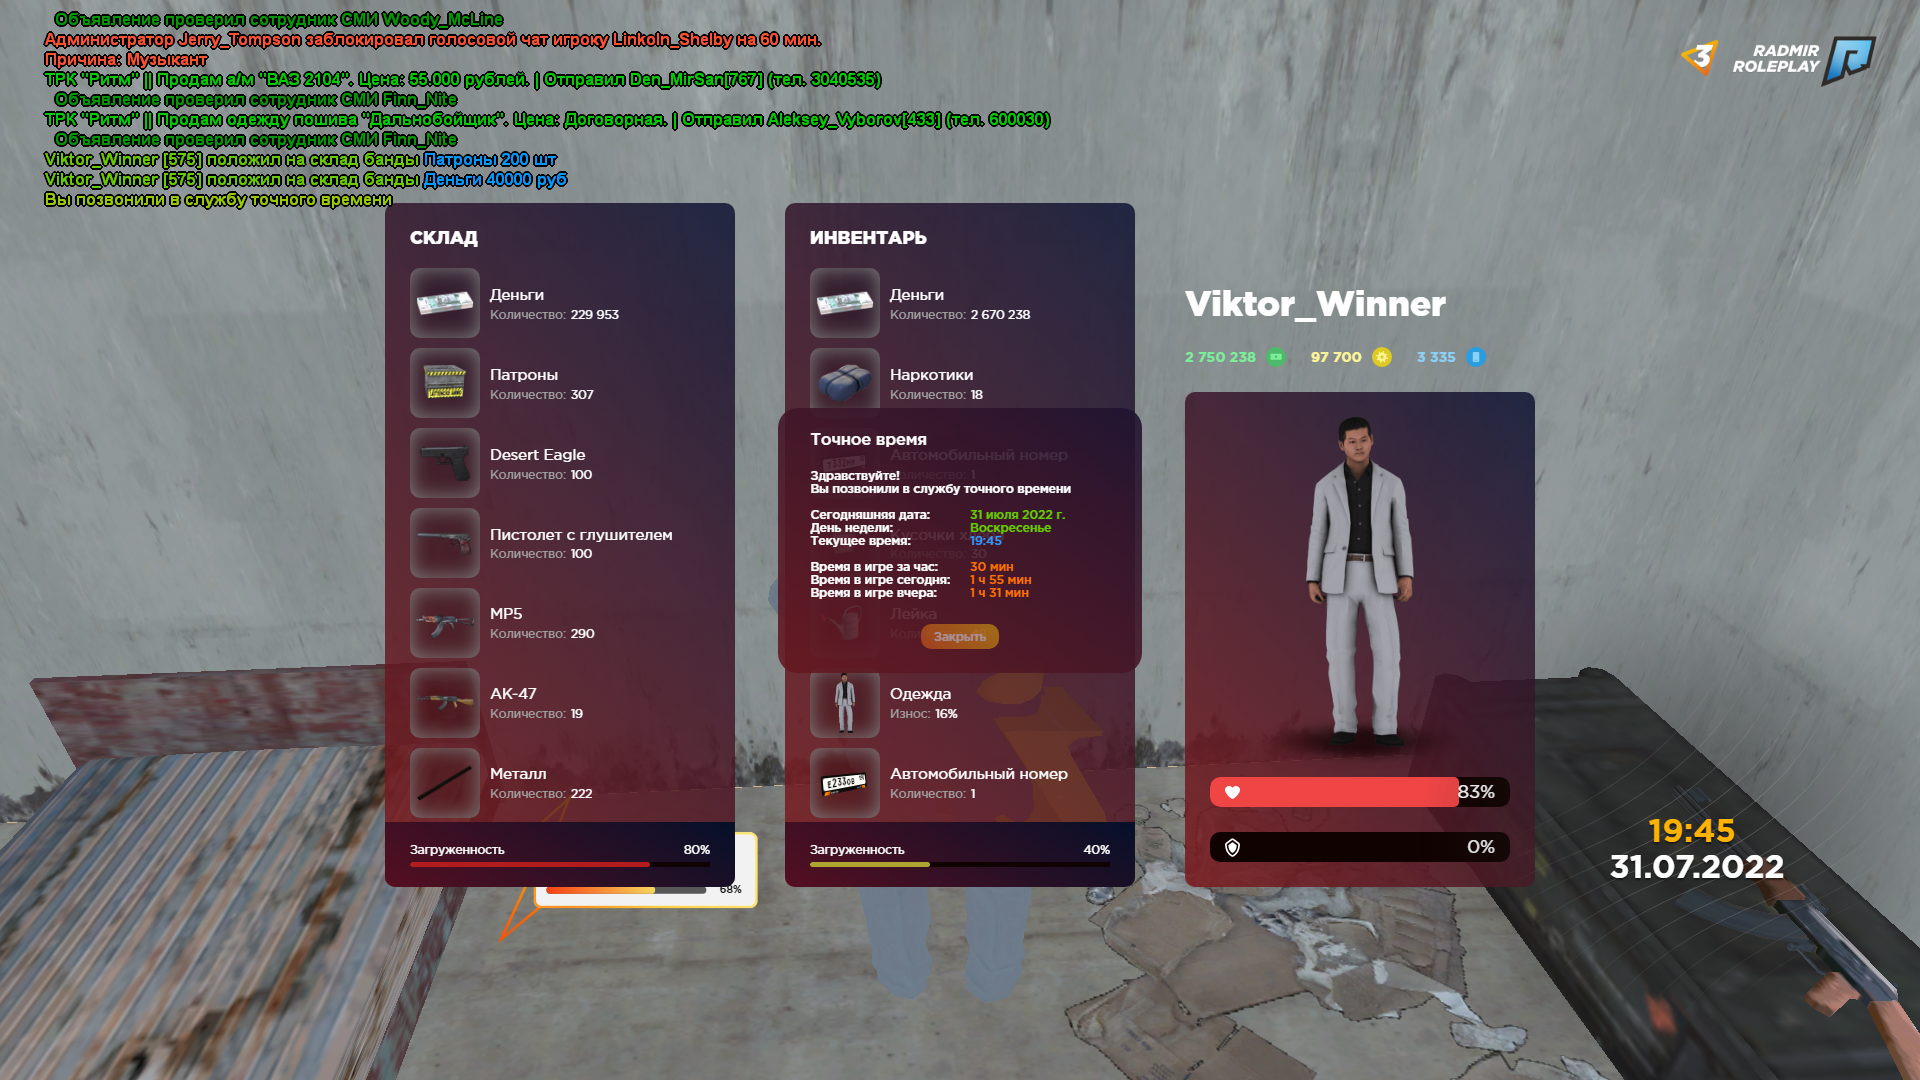 Объявление проверил сотрудник СМИ Woody_McLine
Администратор Jerry_Tompson заблокировал голосовой чат игроку Linkoln_Shelby на 60 мин.
Причина: Музыкант
ТРК "Ритм" || Продам а/м "ВАЗ 2104". Цена: 55.000 рублей. | Отправил Den_MirSan[767] (тел. 3040535)
Объявление проверил сотрудник СМИ Finn_Nite
ТРК "Ритм" || Продам одежду пошива "Дальнобойщик". Цена: Договорная. | Отправил Aleksey_Vyborov[433] (тел. 600030)
Объявление проверил сотрудник СМИ Finn_Nite
Viktor_Winner [575] положил на склад банды Патроны 200 шт
Viktor_Winner [575] положил на склад банды Деньги 40000 руб
Вы позвонили в службу точного времени
3
RADMIR
ROLEPLAY
СКЛАД
Деньги
Количество: 229 953
Патроны
Количество: 307
Desert Eagle
Количество: 100
Пистолет с глушителем
Количество: 100
MP5
Количество: 290
АК-47
Количество: 19
Металл
Количество: 222
Загруженность 80%
68%
ИНВЕНТАРЬ
Деньги
Количество: 2 670 238
Наркотики
Количество: 18
Автомобильный номер
Точное время
Здравствуйте!
Вы позвонили в службу точного времени
Сегодняшняя дата: 31 июля 2022 г.
День недели: Воскресенье
Текущее время: 19:45
Время в игре за час: 30 мин
Время в игре сегодня: 1 ч 55 мин
Время в игре вчера: 1 ч 31 мин
Лейка
Закрыть
Одежда
Износ: 16%
Автомобильный номер
Количество: 1
Загруженность 40%
Viktor_Winner
2 750 238 97 700 3 335
83%
0%
19:45
31.07.2022